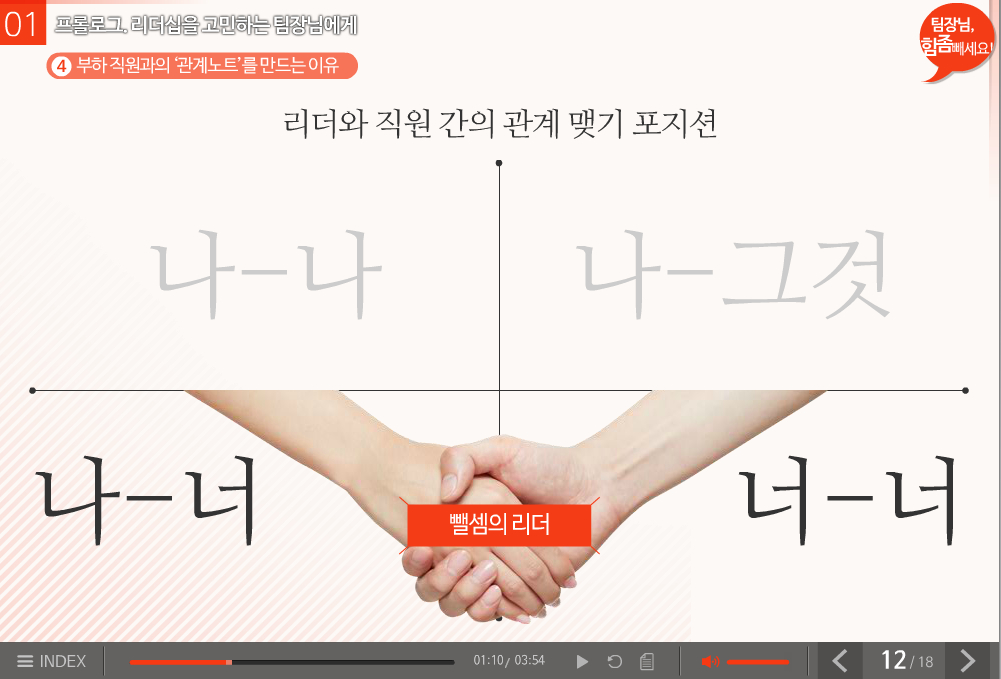 01 프롤로그. 리더십을 고민하는 팀장님에게
팀장님,
힘좀빼세요!
4 부하 직원과의 ‘관계노트’를 만드는 이유
리더와 직원 간의 관계 맺기 포지션
나-나
나-그것
나-너
너-너
뺄셈의 리더
INDEX
01:10/ 03:54
12 / 18